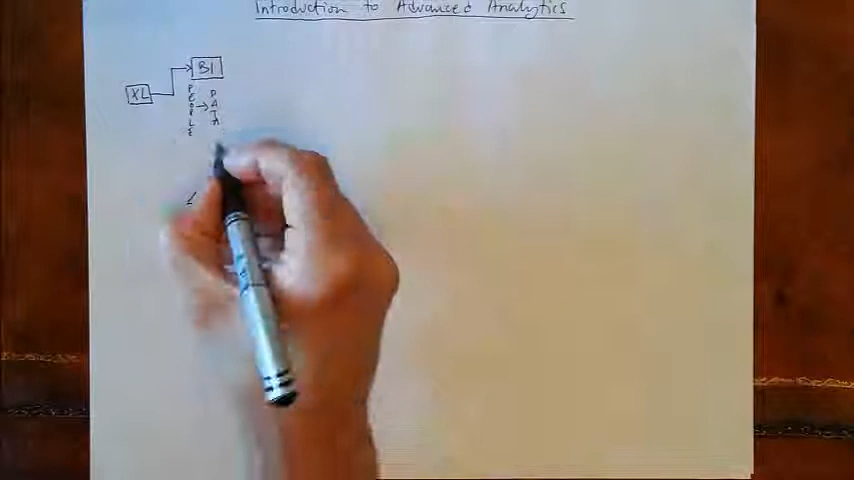 Introduction to Advanced Analytics
BI
XL
PEOPLE → DATA